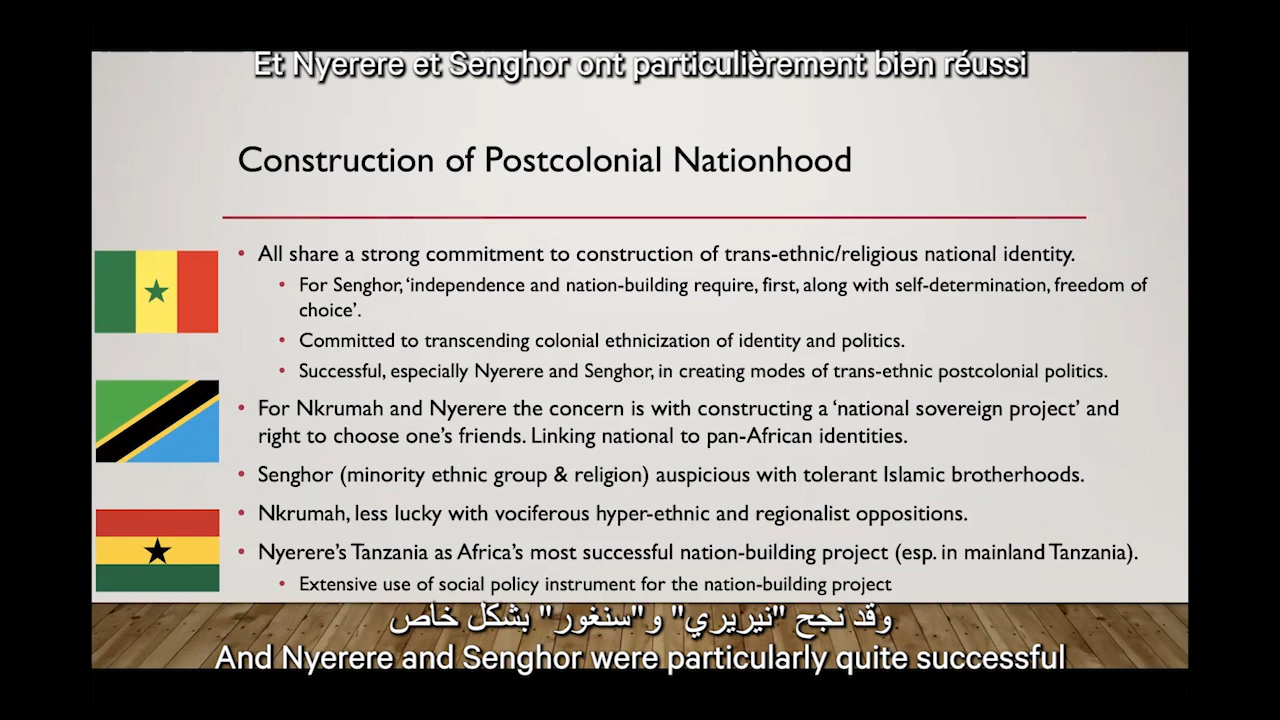 Et Nyerere et Senghor ont particulièrement bien réussi
Construction of Postcolonial Nationhood
• All share a strong commitment to construction of trans-ethnic/religious national identity.
• For Senghor, ‘independence and nation-building require, first, along with self-determination, freedom of
choice’.
• Committed to transcending colonial ethnicization of identity and politics.
• Successful, especially Nyerere and Senghor, in creating modes of trans-ethnic postcolonial politics.
• For Nkrumah and Nyerere the concern is with constructing a ‘national sovereign project’ and
right to choose one’s friends. Linking national to pan-African identities.
• Senghor (minority ethnic group & religion) auspicious with tolerant Islamic brotherhoods.
• Nkrumah, less lucky with vociferous hyper-ethnic and regionalist oppositions.
• Nyerere’s Tanzania as Africa’s most successful nation-building project (esp. in mainland Tanzania).
• Extensive use of social policy instrument for the nation-building project
وقد نجح "نيريري" و"سنغور" بشكل خاص
And Nyerere and Senghor were particularly quite successful